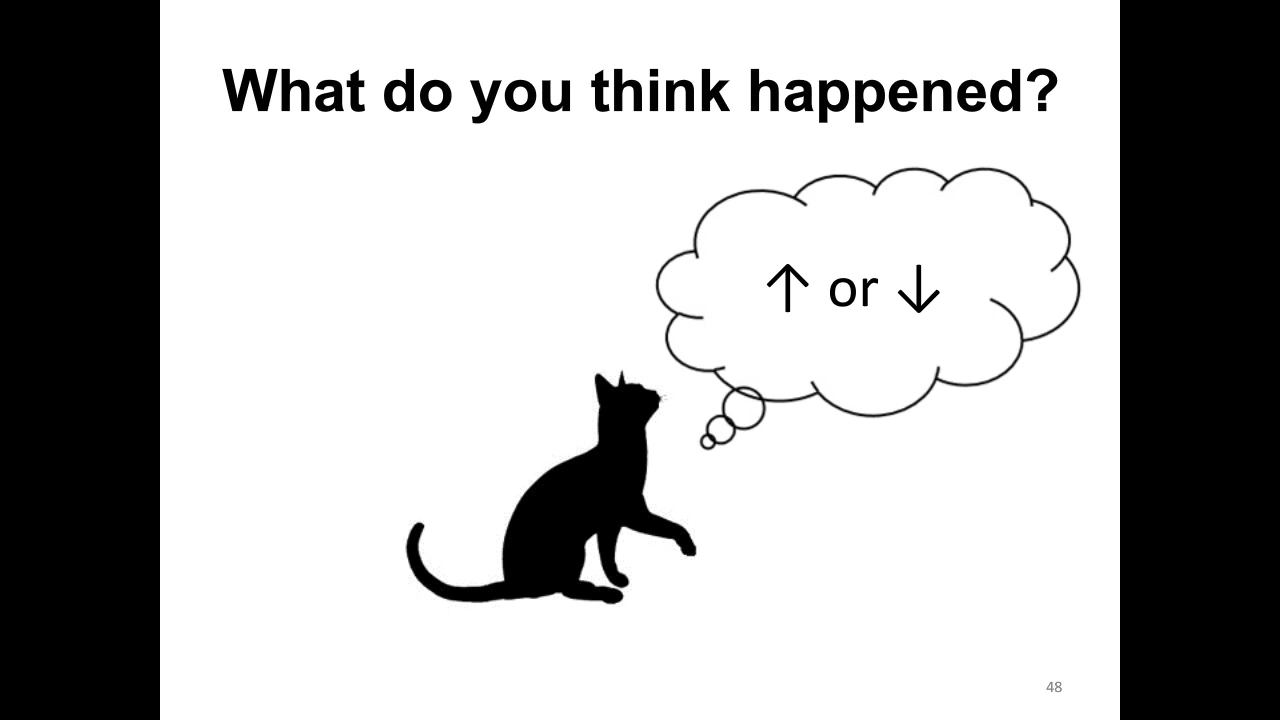 What do you think happened?
↑ or ↓
48